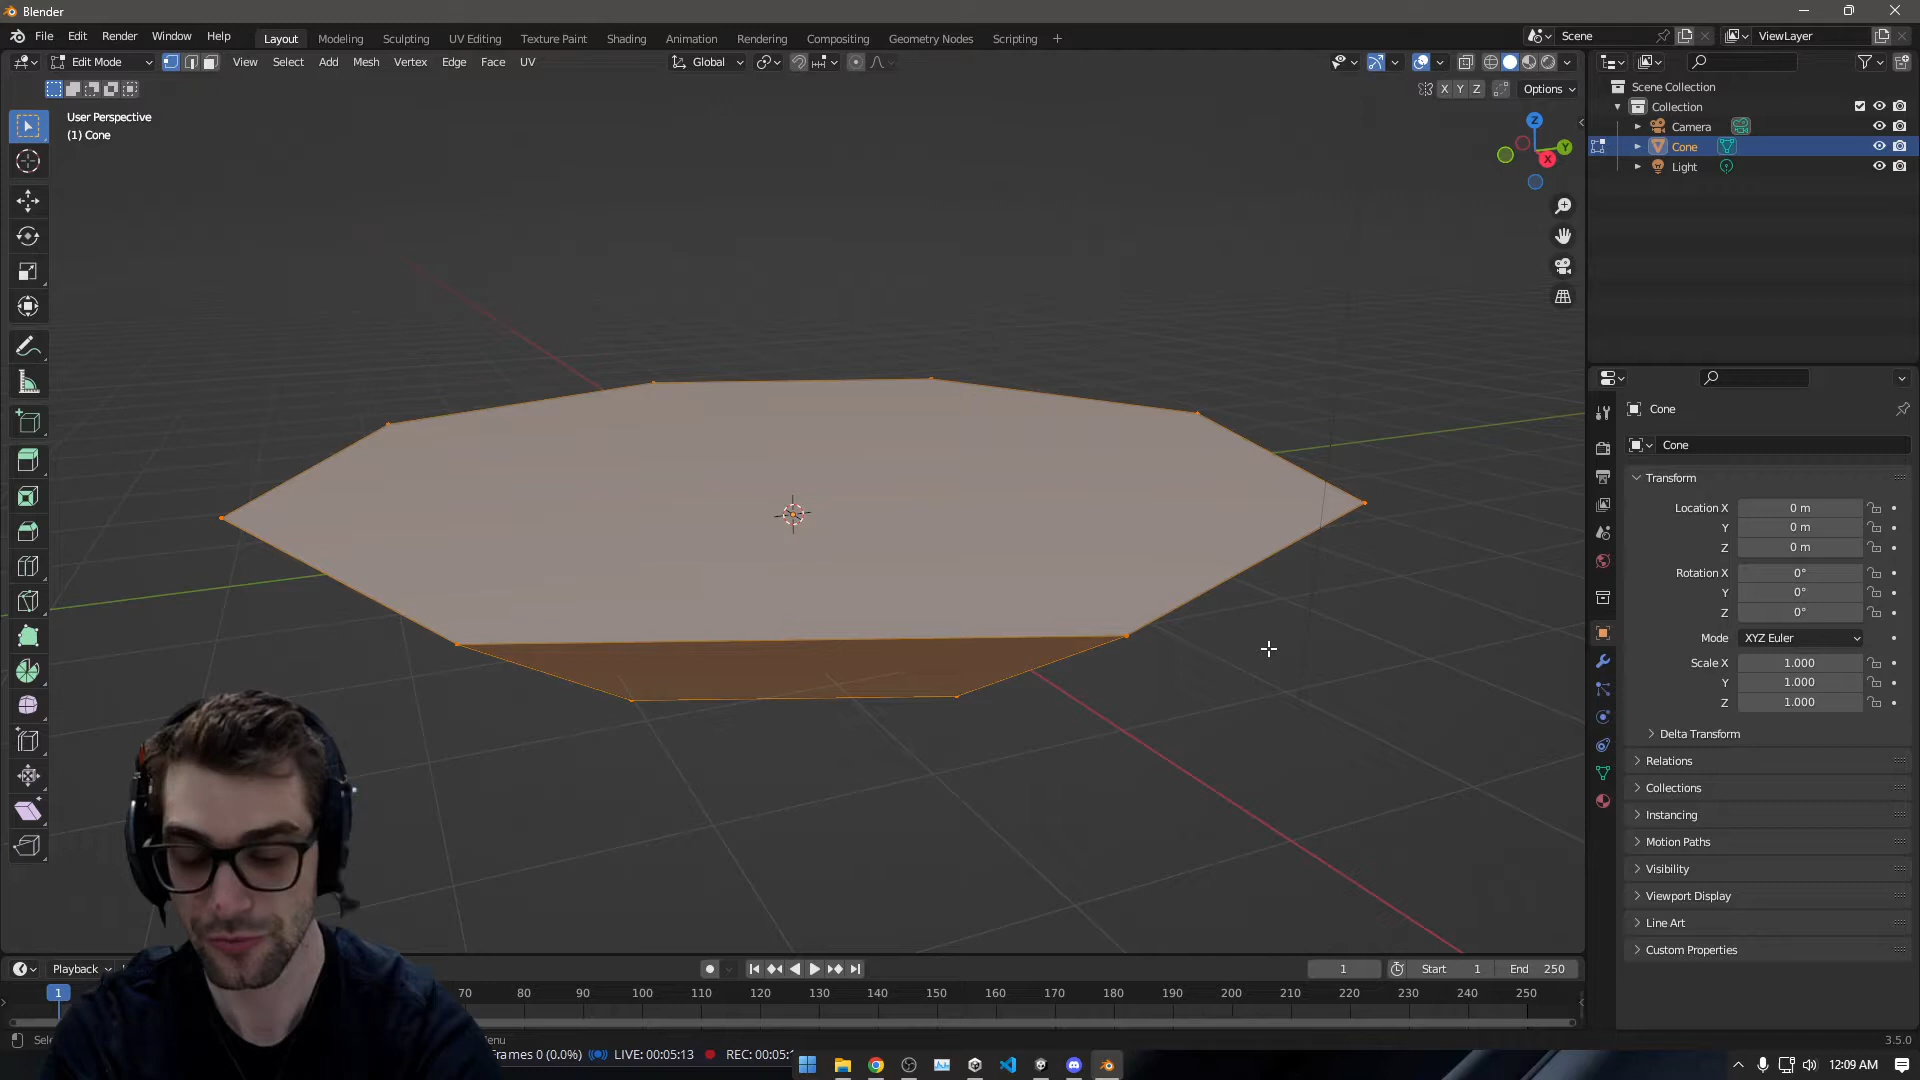 Blender
File Edit Render Window Help
Layout Modeling Sculpting UV Editing Texture Paint Shading Animation Rendering Compositing Geometry Nodes Scripting +
Scene
ViewLayer
Edit Mode View Select Add Mesh Vertex Edge Face UV
Global
X Y Z Options
User Perspective
(1) Cone
Z
Y
X
Scene Collection
Collection
Camera
Cone
Light
Cone
Cone
Transform
Location X 0 m
Y 0 m
Z 0 m
Rotation X 0°
Y 0°
Z 0°
Mode XYZ Euler
Scale X 1.000
Y 1.000
Z 1.000
Delta Transform
Relations
Collections
Instancing
Motion Paths
Visibility
Viewport Display
Line Art
Custom Properties
Playback
1 Start 1 End 250
1 70 80 90 100 110 120 130 140 150 160 170 180 190 200 210 220 230 240 250
3.5.0
LIVE: 00:05:13 REC: 00:05:
12:09 AM